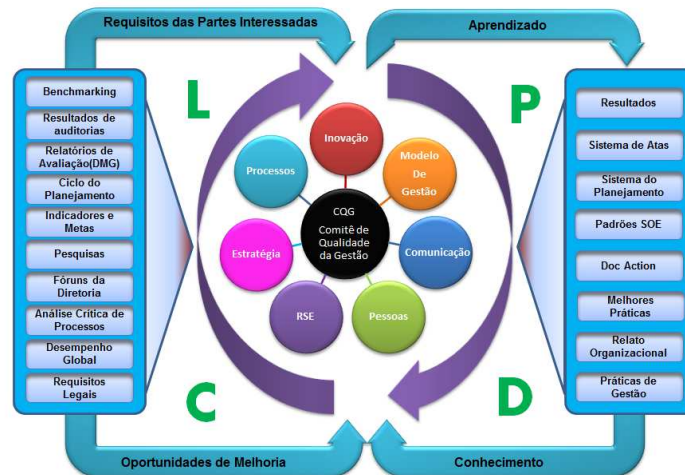 Requisitos das Partes Interessadas
Aprendizado
L
P
Benchmarking
Resultados de
auditorias
Relatórios de
Avaliação(DMG)
Ciclo do
Planejamento
Indicadores e
Metas
Pesquisas
Fóruns da
Diretoria
Análise Crítica de
Processos
Desempenho
Global
Requisitos
Legais
Inovação
Modelo
De
Gestão
Processos
CQG
Comitê de
Qualidade
da Gestão
Comunicação
Estratégia
RSE
Pessoas
Resultados
Sistema de Atas
Sistema do
Planejamento
Padrões SOE
Doc Action
Melhores
Práticas
Relato
Organizacional
Práticas de
Gestão
C
D
Oportunidades de Melhoria
Conhecimento